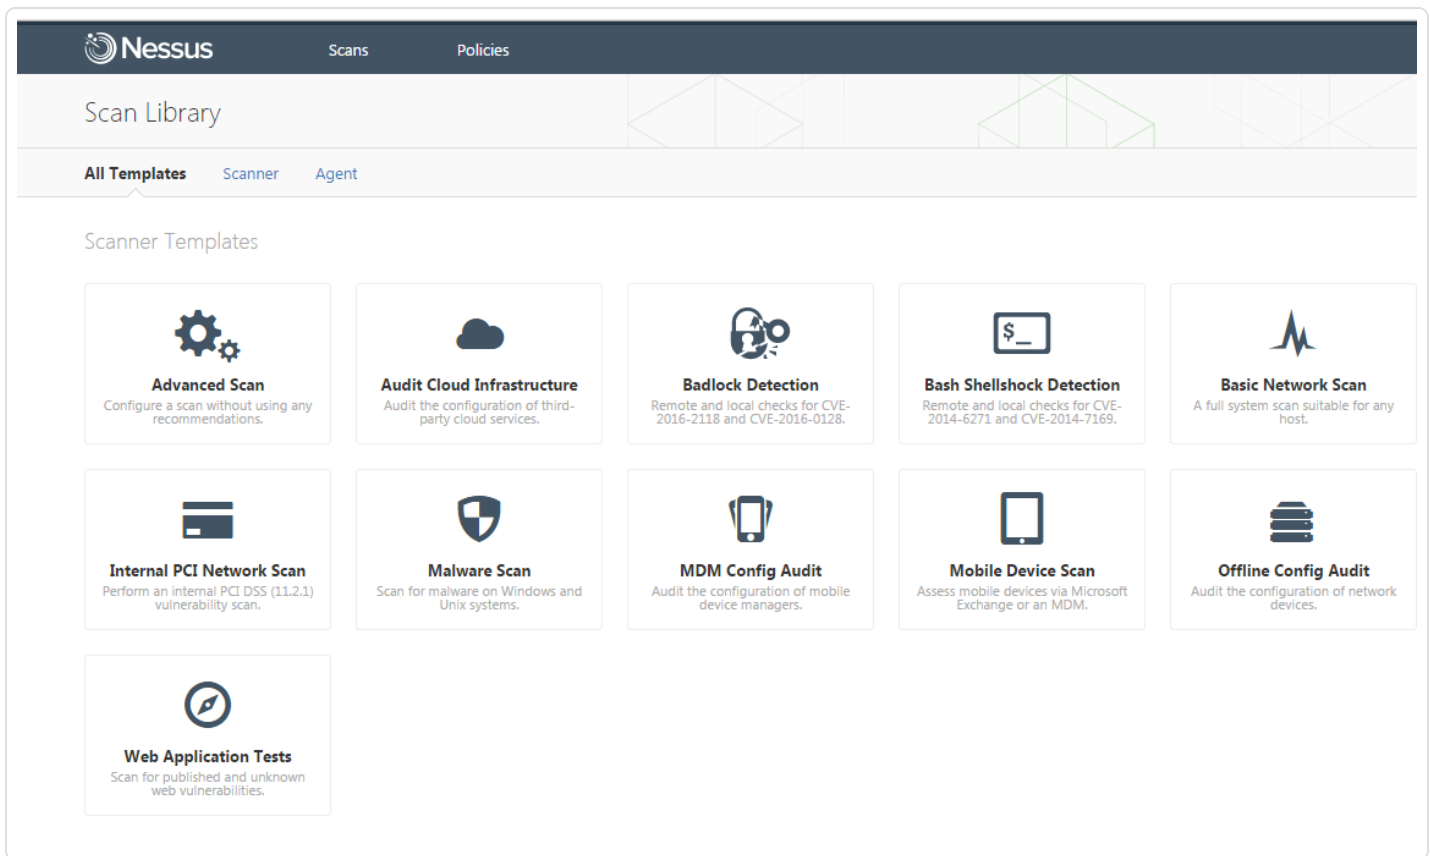 Nessus
Scans
Policies
Scan Library
All Templates
Scanner
Agent
Scanner Templates
Advanced Scan
Configure a scan without using any
recommendations.
Audit Cloud Infrastructure
Audit the configuration of third-
party cloud services.
Badlock Detection
Remote and local checks for CVE-
2016-2118 and CVE-2016-0128.
$_
Bash Shellshock Detection
Remote and local checks for CVE-
2014-6271 and CVE-2014-7169.
Basic Network Scan
A full system scan suitable for any
host.
Internal PCI Network Scan
Perform an internal PCI DSS (11.2.1)
vulnerability scan.
Malware Scan
Scan for malware on Windows and
Unix systems.
MDM Config Audit
Audit the configuration of mobile
device managers.
Mobile Device Scan
Assess mobile devices via Microsoft
Exchange or an MDM.
Offline Config Audit
Audit the configuration of network
devices.
Web Application Tests
Scan for published and unknown
web vulnerabilities.